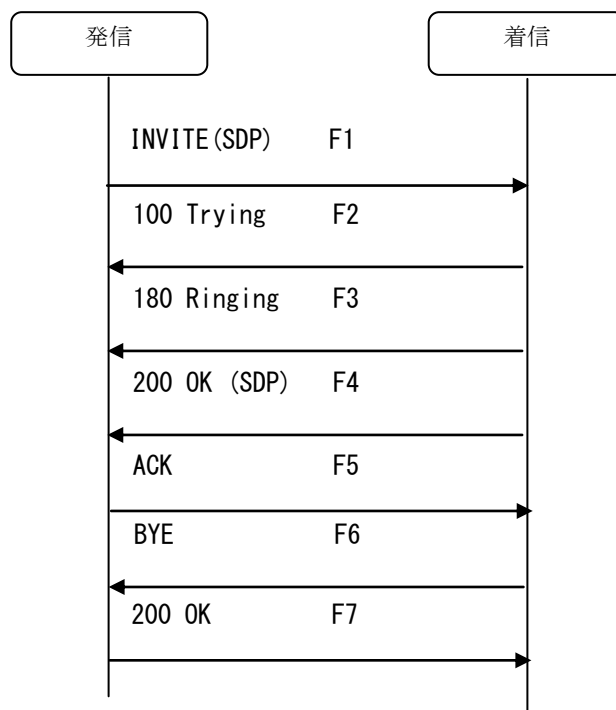 発信 着信
INVITE(SDP) F1
100 Trying F2
180 Ringing F3
200 OK (SDP) F4
ACK F5
BYE F6
200 OK F7